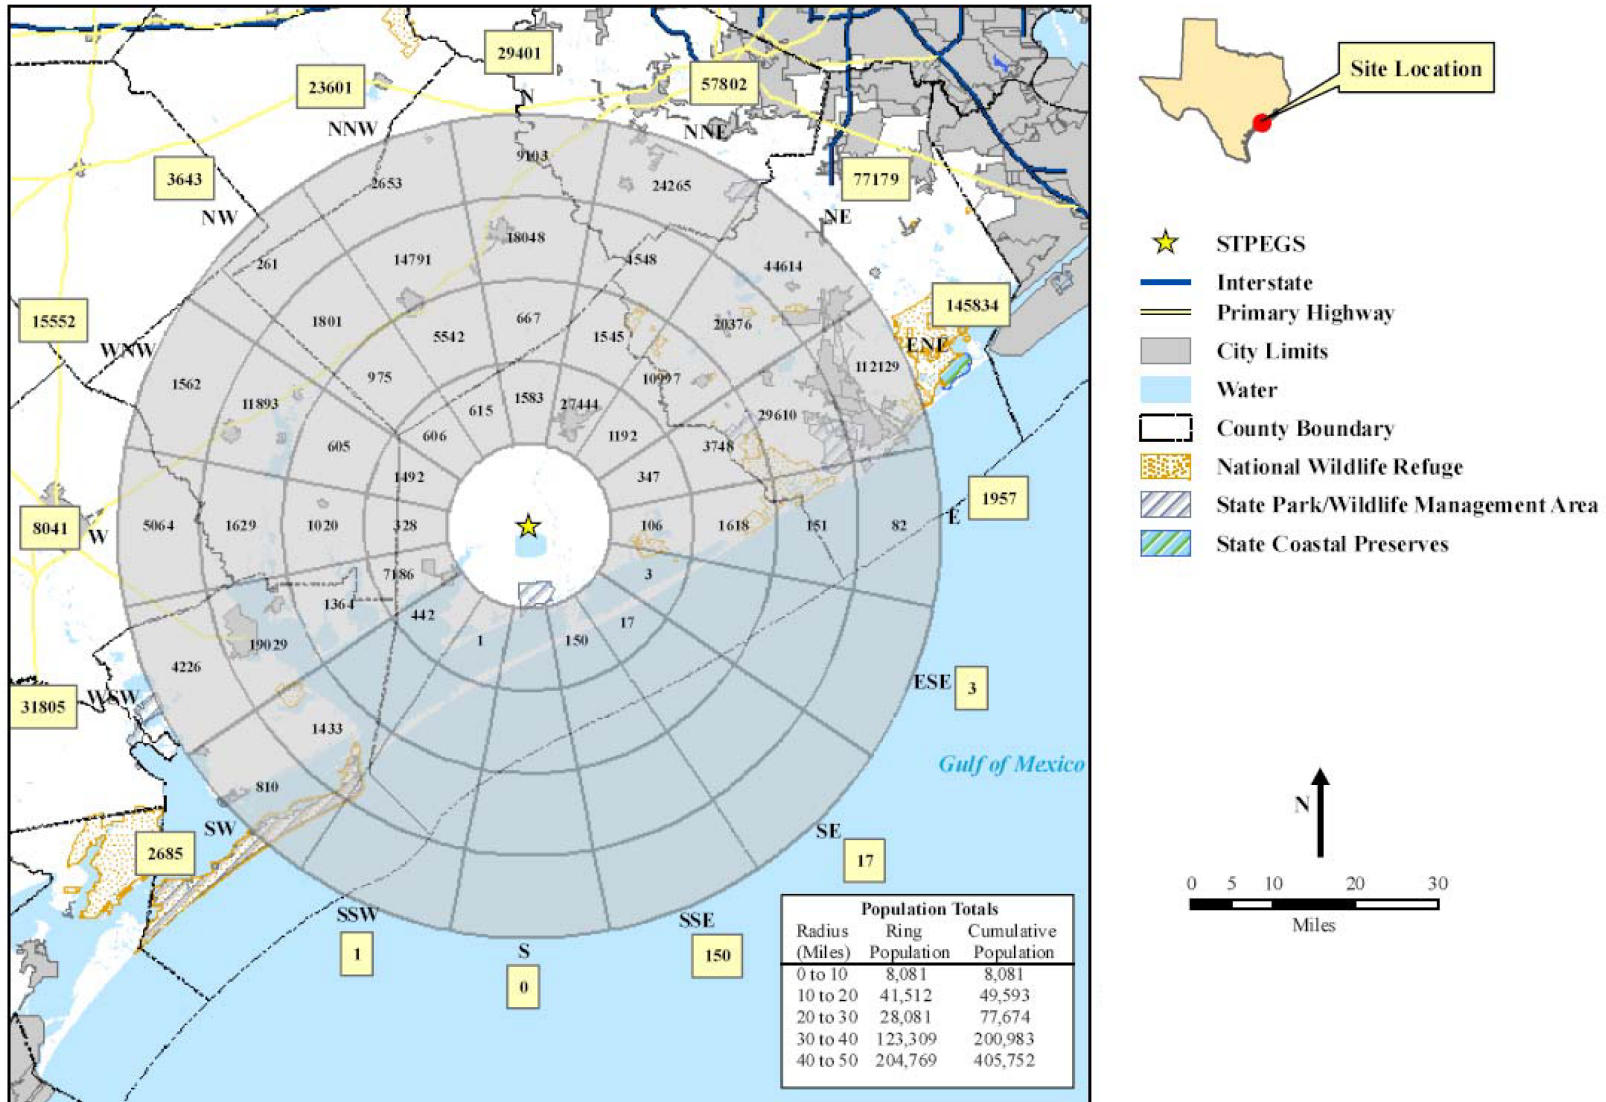 29401
23601
57802
Site Location
N
NNW
NNE
9103
3643
2653
24265
77179
NW
NE
STPEGS
18048
14791
4548
261
44614
Interstate
145834
Primary Highway
15552
1801
667
20376
5542
1545
WNW
ENE
City Limits
112129
975
10997
1562
Water
11893
615
1583
27444
29610
County Boundary
606
1192
605
3748
National Wildlife Refuge
1492
347
1957
State Park/Wildlife Management Area
8041
W
5064
1629
1020
328
106
1618
151
82
E
State Coastal Preserves
7186
3
1364
442
17
1
150
19029
4226
ESE
3
WSW
31805
1433
Gulf of Mexico
810
N
SW
SE
2685
17
0 5 10 20 30
Miles
SSW
SSE
1
S
150
0
Population Totals
Radius Ring Cumulative
(Miles) Population Population
0 to 10 8,081 8,081
10 to 20 41,512 49,593
20 to 30 28,081 77,674
30 to 40 123,309 200,983
40 to 50 204,769 405,752